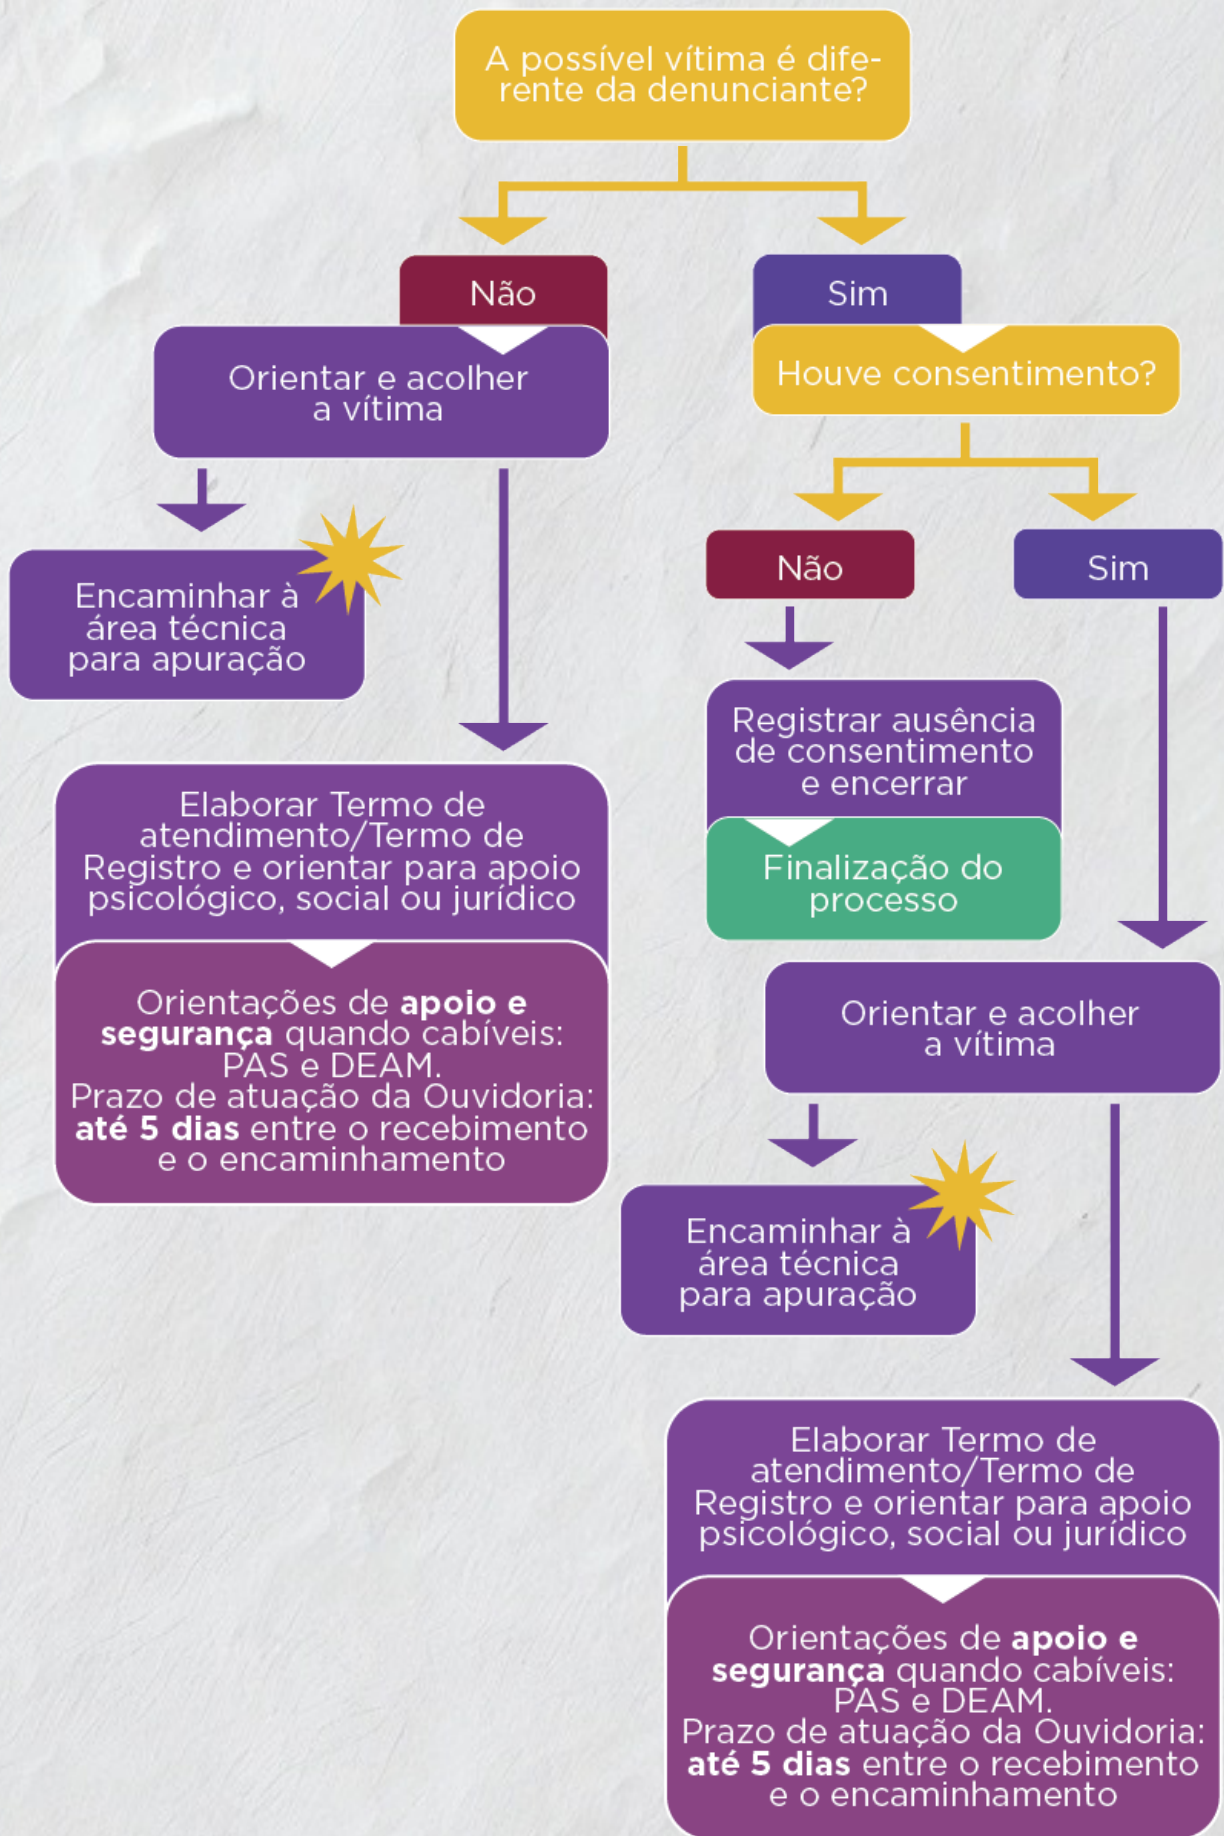 A possível vítima é dife-
rente da denunciante?
Não
Orientar e acolher
a vítima
Encaminhar à
área técnica
para apuração
Elaborar Termo de
atendimento/Termo de
Registro e orientar para apoio
psicológico, social ou jurídico
Orientações de apoio e
segurança quando cabíveis:
PAS e DEAM.
Prazo de atuação da Ouvidoria:
até 5 dias entre o recebimento
e o encaminhamento
Sim
Houve consentimento?
Não
Registrar ausência
de consentimento
e encerrar
Finalização do
processo
Sim
Orientar e acolher
a vítima
Encaminhar à
área técnica
para apuração
Elaborar Termo de
atendimento/Termo de
Registro e orientar para apoio
psicológico, social ou jurídico
Orientações de apoio e
segurança quando cabíveis:
PAS e DEAM.
Prazo de atuação da Ouvidoria:
até 5 dias entre o recebimento
e o encaminhamento